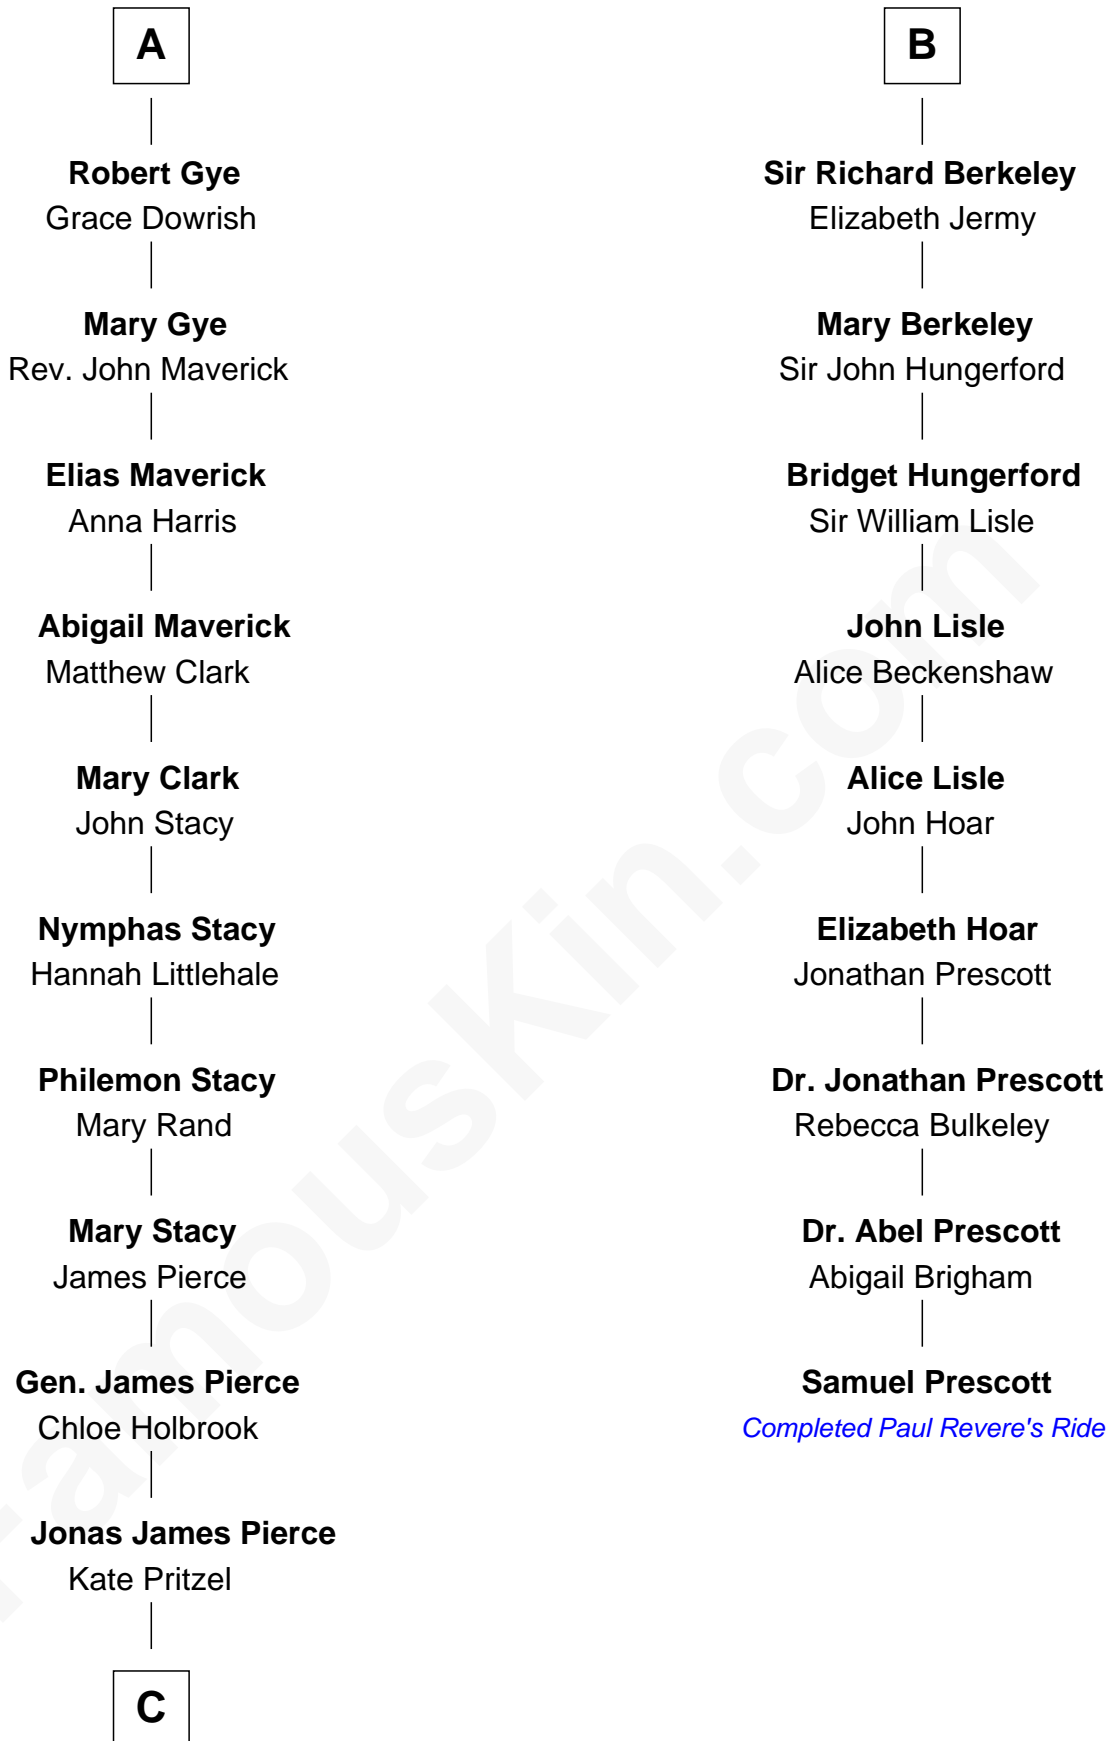 A
Robert Gye
Grace Dowrish
Mary Gye
Rev. John Maverick
Elias Maverick
Anna Harris
Abigail Maverick
Matthew Clark
Mary Clark
John Stacy
Nymphas Stacy
Hannah Littlehale
Philemon Stacy
Mary Rand
Mary Stacy
James Pierce
Gen. James Pierce
Chloe Holbrook
Jonas James Pierce
Kate Pritzel
C
B
Sir Richard Berkeley
Elizabeth Jermy
Mary Berkeley
Sir John Hungerford
Bridget Hungerford
Sir William Lisle
John Lisle
Alice Beckenshaw
Alice Lisle
John Hoar
Elizabeth Hoar
Jonathan Prescott
Dr. Jonathan Prescott
Rebecca Bulkeley
Dr. Abel Prescott
Abigail Brigham
Samuel Prescott
Completed Paul Revere's Ride
FamousKin.com